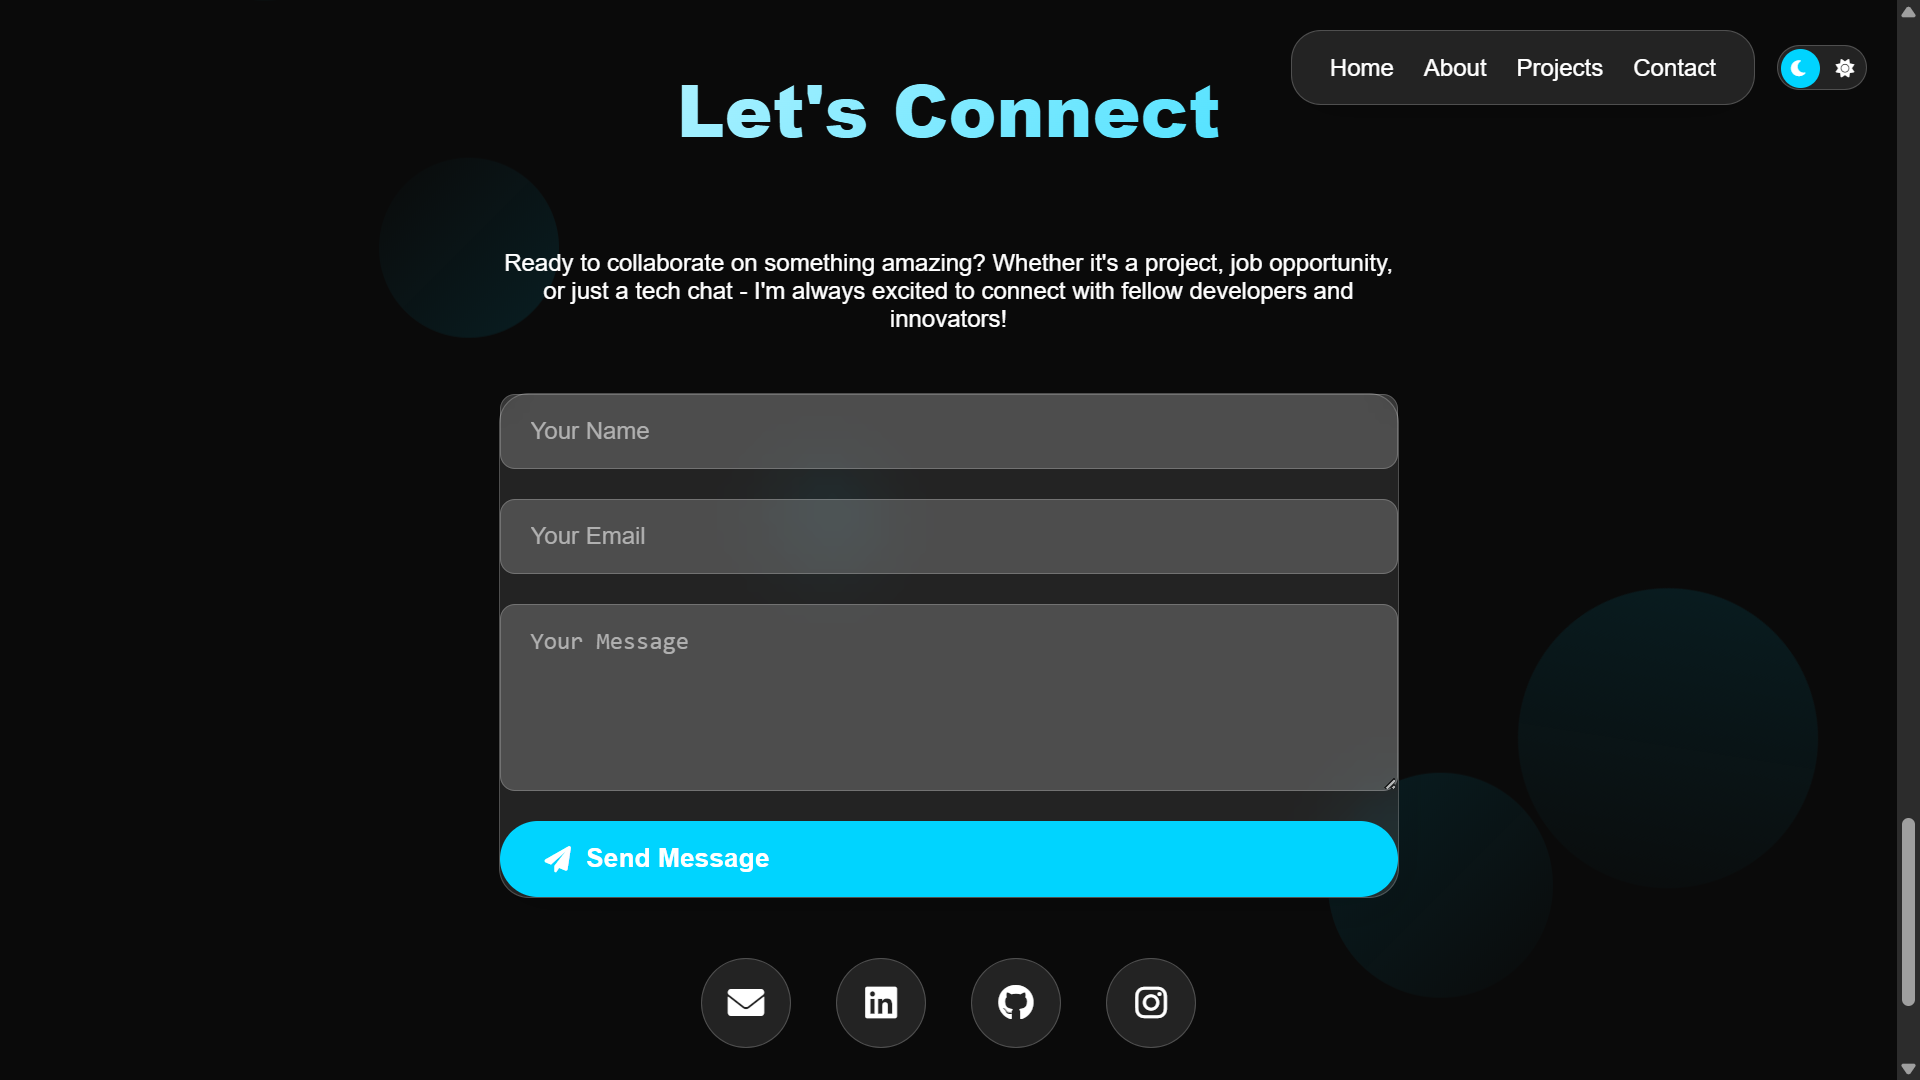 Home About Projects Contact
Let's Connect
Ready to collaborate on something amazing? Whether it's a project, job opportunity,
or just a tech chat - I'm always excited to connect with fellow developers and
innovators!
Your Name
Your Email
Your Message
Send Message
in